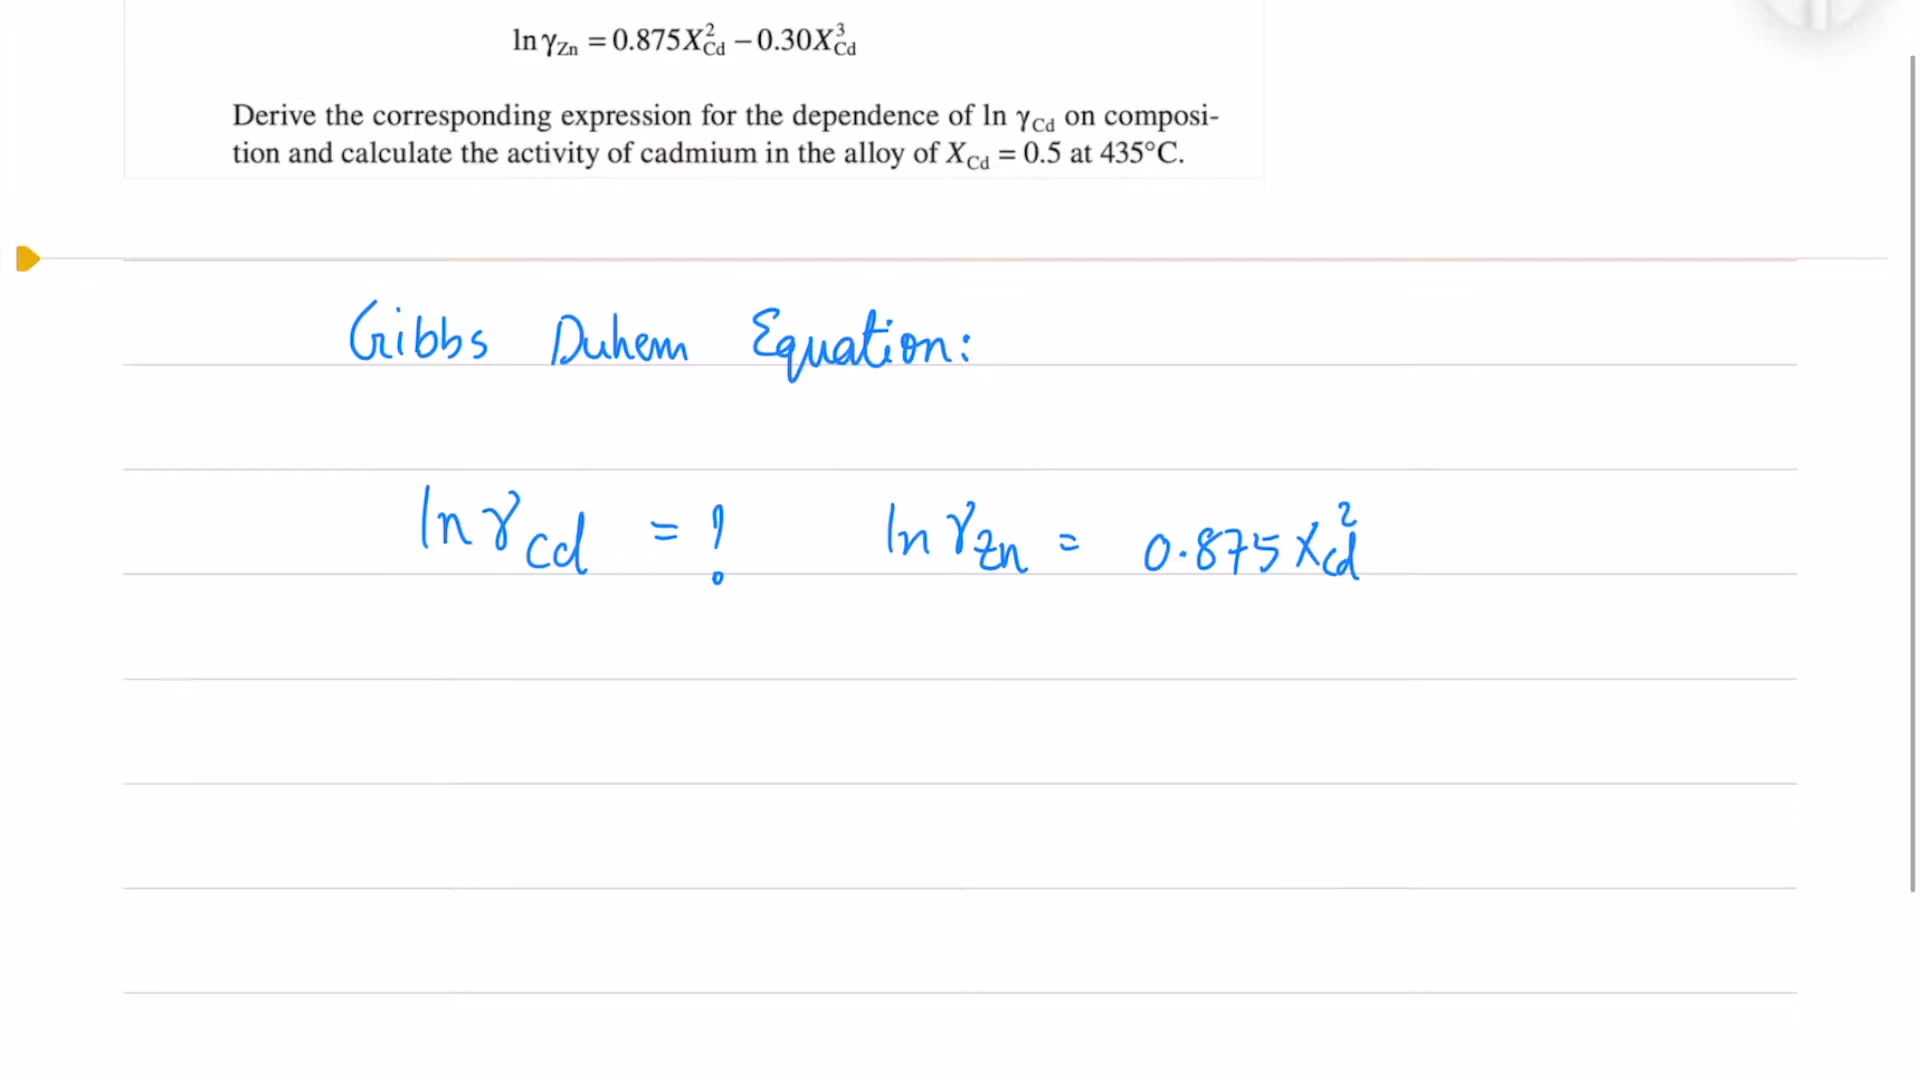 ln γZn = 0.875X²Cd − 0.30X³Cd
Derive the corresponding expression for the dependence of ln γCd on composi-
tion and calculate the activity of cadmium in the alloy of XCd = 0.5 at 435°C.
Gibbs Duhem Equation:
ln γCd = ? ln γZn = 0.875 X²Cd